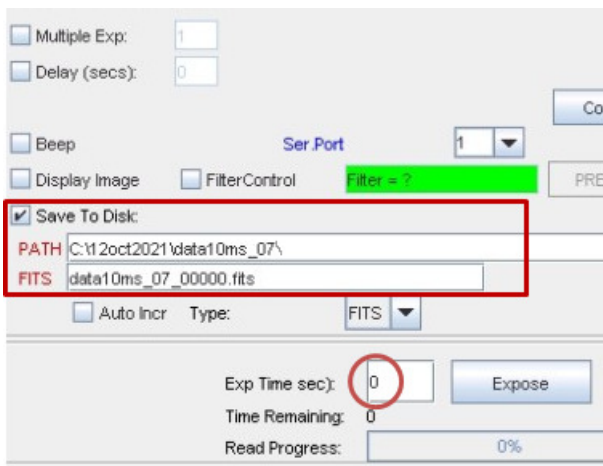 Multiple Exp: 1
Delay (secs): 0
Co
Beep Ser.Port 1
Display Image FilterControl Filter = ? PRE
Save To Disk:
PATH C:\12oct2021\data10ms_07\
FITS data10ms_07_00000.fits
Auto Incr Type: FITS
Exp Time sec): 0 Expose
Time Remaining: 0
Read Progress: 0%